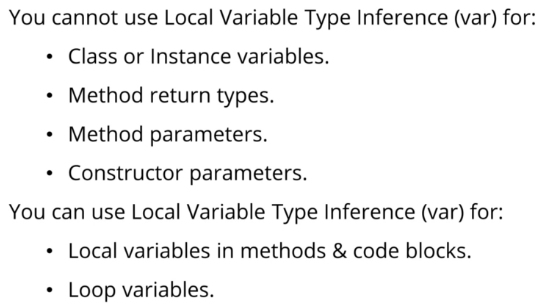 You cannot use Local Variable Type Inference (var) for:
• Class or Instance variables.
• Method return types.
• Method parameters.
• Constructor parameters.
You can use Local Variable Type Inference (var) for:
• Local variables in methods & code blocks.
• Loop variables.